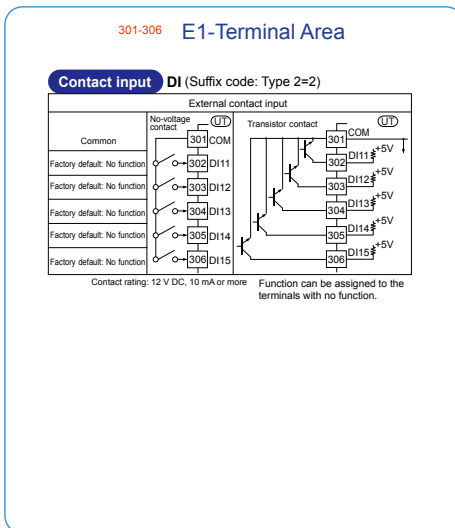 301-306 E1-Terminal Area
Contact input DI (Suffix code: Type 2=2)
External contact input
No-voltage contact UT Transistor contact UT
Common 301 COM 301 COM
Factory default: No function 302 DI11 302 DI11 +5V
Factory default: No function 303 DI12 303 DI12 +5V
Factory default: No function 304 DI13 304 DI13 +5V
Factory default: No function 305 DI14 305 DI14 +5V
Factory default: No function 306 DI15 306 DI15 +5V
Contact rating: 12 V DC, 10 mA or more
Function can be assigned to the
terminals with no function.